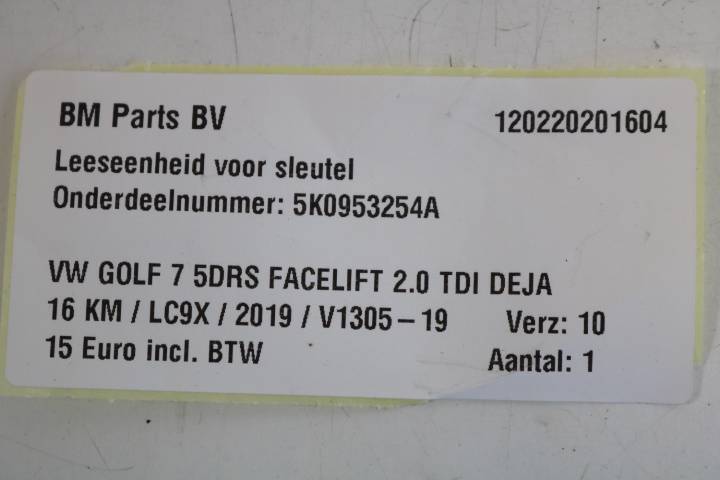 BM Parts BV 120220201604
Leeseenheid voor sleutel
Onderdeelnummer: 5K0953254A
VW GOLF 7 5DRS FACELIFT 2.0 TDI DEJA
16 KM / LC9X / 2019 / V1305-19 Verz: 10
15 Euro incl. BTW Aantal: 1